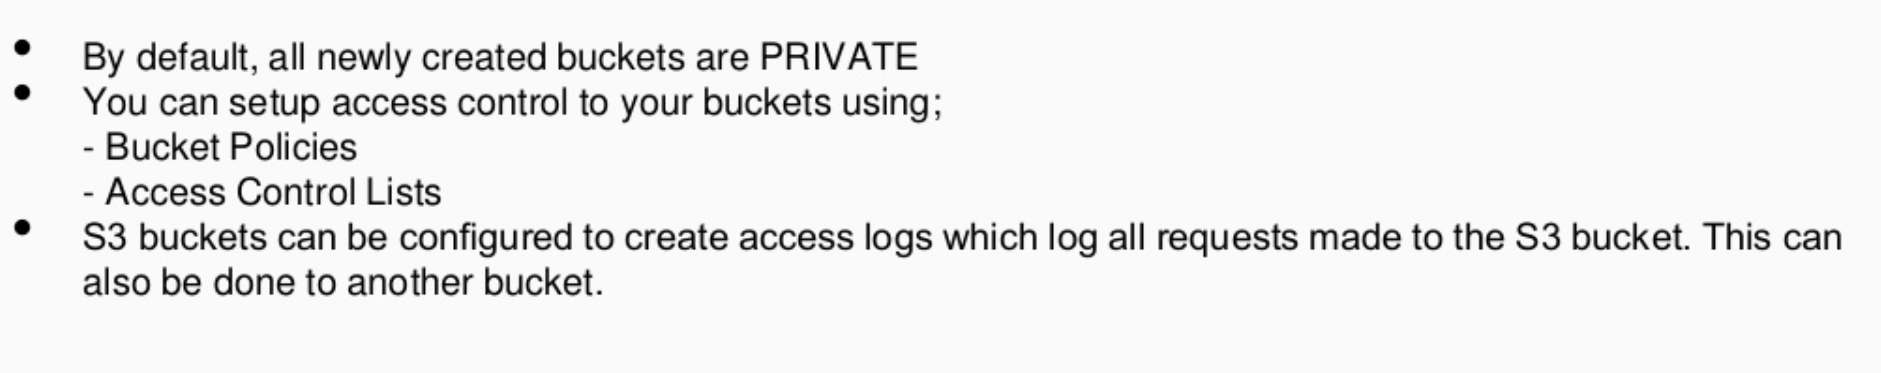 • By default, all newly created buckets are PRIVATE
• You can setup access control to your buckets using;
- Bucket Policies
- Access Control Lists
• S3 buckets can be configured to create access logs which log all requests made to the S3 bucket. This can
also be done to another bucket.